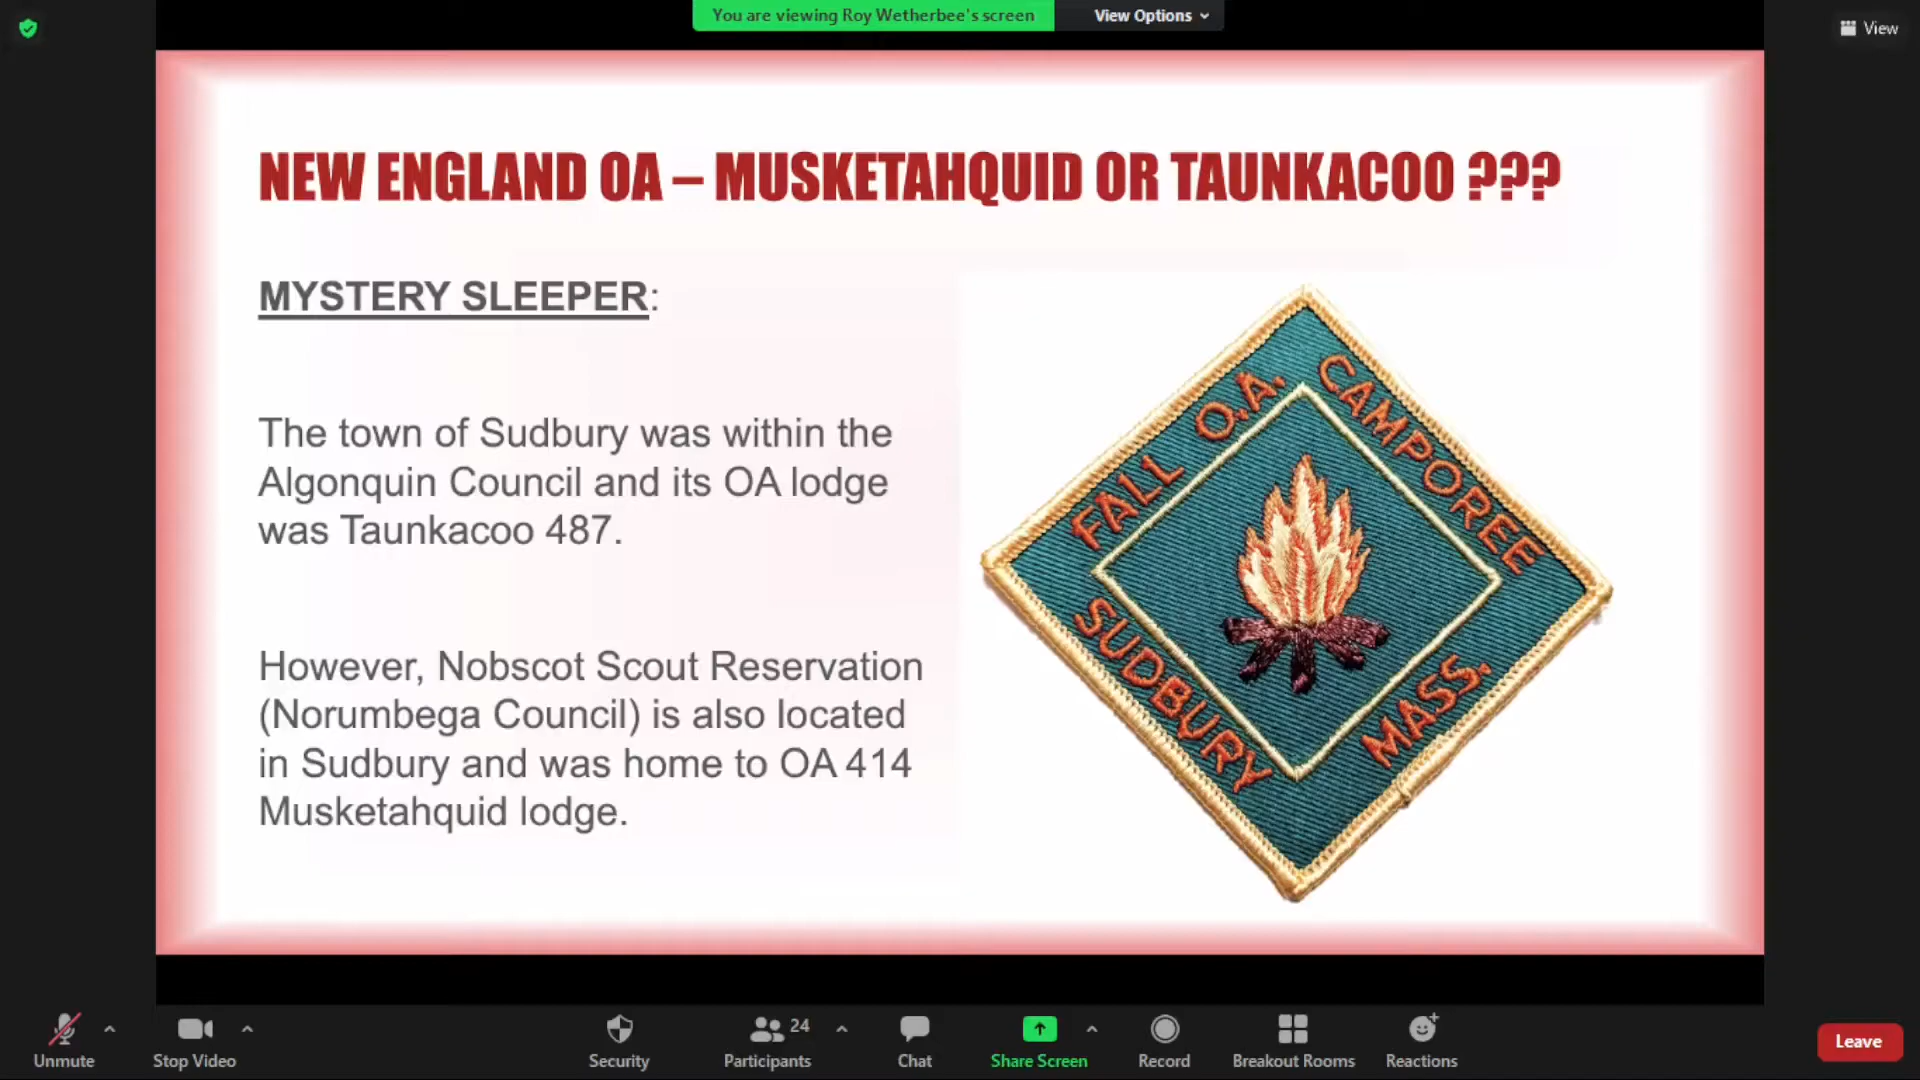 You are viewing Roy Wetherbee's screen
View Options
View
NEW ENGLAND OA – MUSKETAHQUID OR TAUNKACOO ???
MYSTERY SLEEPER:
The town of Sudbury was within the
Algonquin Council and its OA lodge
was Taunkacoo 487.
However, Nobscot Scout Reservation
(Norumbega Council) is also located
in Sudbury and was home to OA 414
Musketahquid lodge.
FALL O.A.
CAMPOREE
SUDBURY
MASS.
Unmute
Stop Video
Security
Participants
24
Chat
Share Screen
Record
Breakout Rooms
Reactions
Leave